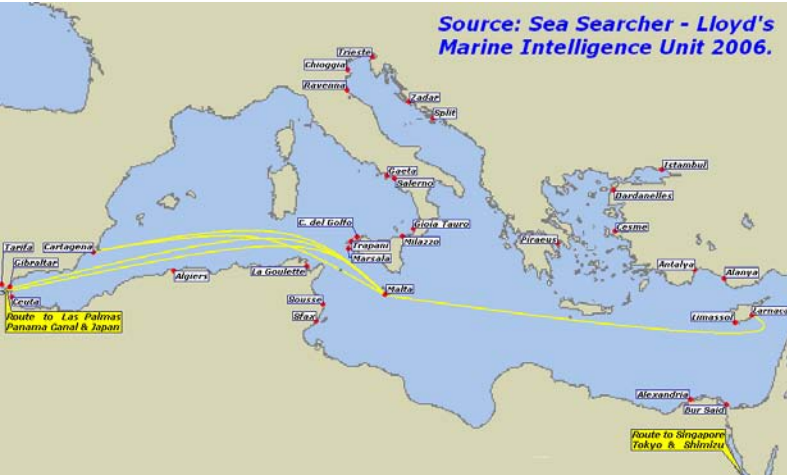 Source: Sea Searcher - Lloyd's
Marine Intelligence Unit 2006.
Trieste
Chioggia
Ravenna
Zadar
Split
Istambul
Gaeta
Salerno
Dardanelles
C. del Golfo
Gioia Tauro
Cesme
Tarifa
Cartagena
Trapani
Milazzo
Piraeus
Gibraltar
Marsala
Antalya
Algiers
La Goulette
Alanya
Malta
Ceuta
Sousse
Larnaca
Route to Las Palmas
Panama Canal & Japan
Sfax
Limassol
Alexandria
Bur Said
Route to Singapore
Tokyo & Shimizu